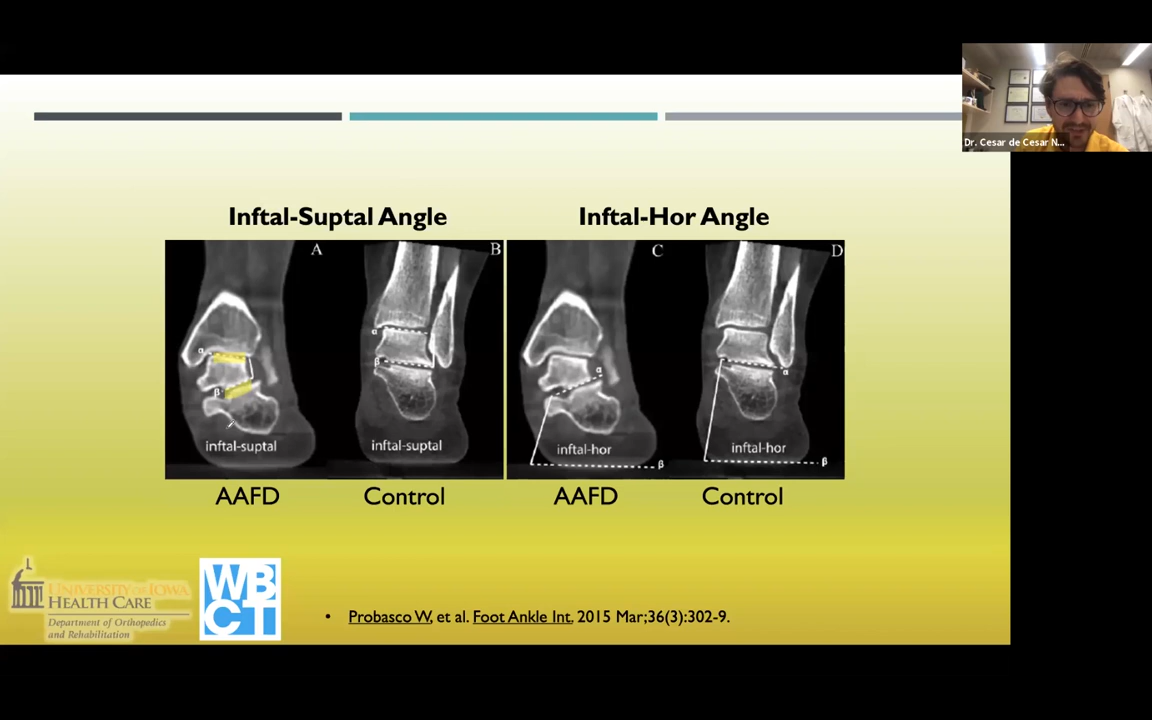 Dr. Cesar de Cesar N...
Inftal-Suptal Angle
Inftal-Hor Angle
A
B
C
D
α
β
inftal-suptal
α
β
inftal-suptal
α
β
inftal-hor
α
β
inftal-hor
AAFD
Control
AAFD
Control
UNIVERSITY OF IOWA
HEALTH CARE
Department of Orthopedics
and Rehabilitation
WB
CT
• Probasco W, et al. Foot Ankle Int. 2015 Mar;36(3):302-9.